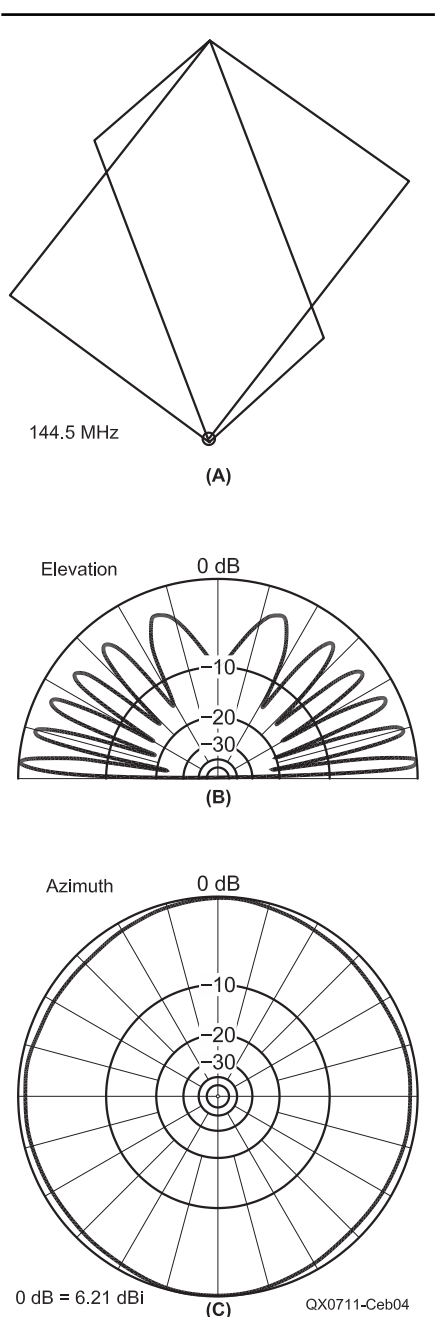 144.5 MHz
(A)
Elevation
0 dB
−10
−20
−30
(B)
Azimuth
0 dB
−10
−20
−30
0 dB = 6.21 dBi
(C)
QX0711-Ceb04